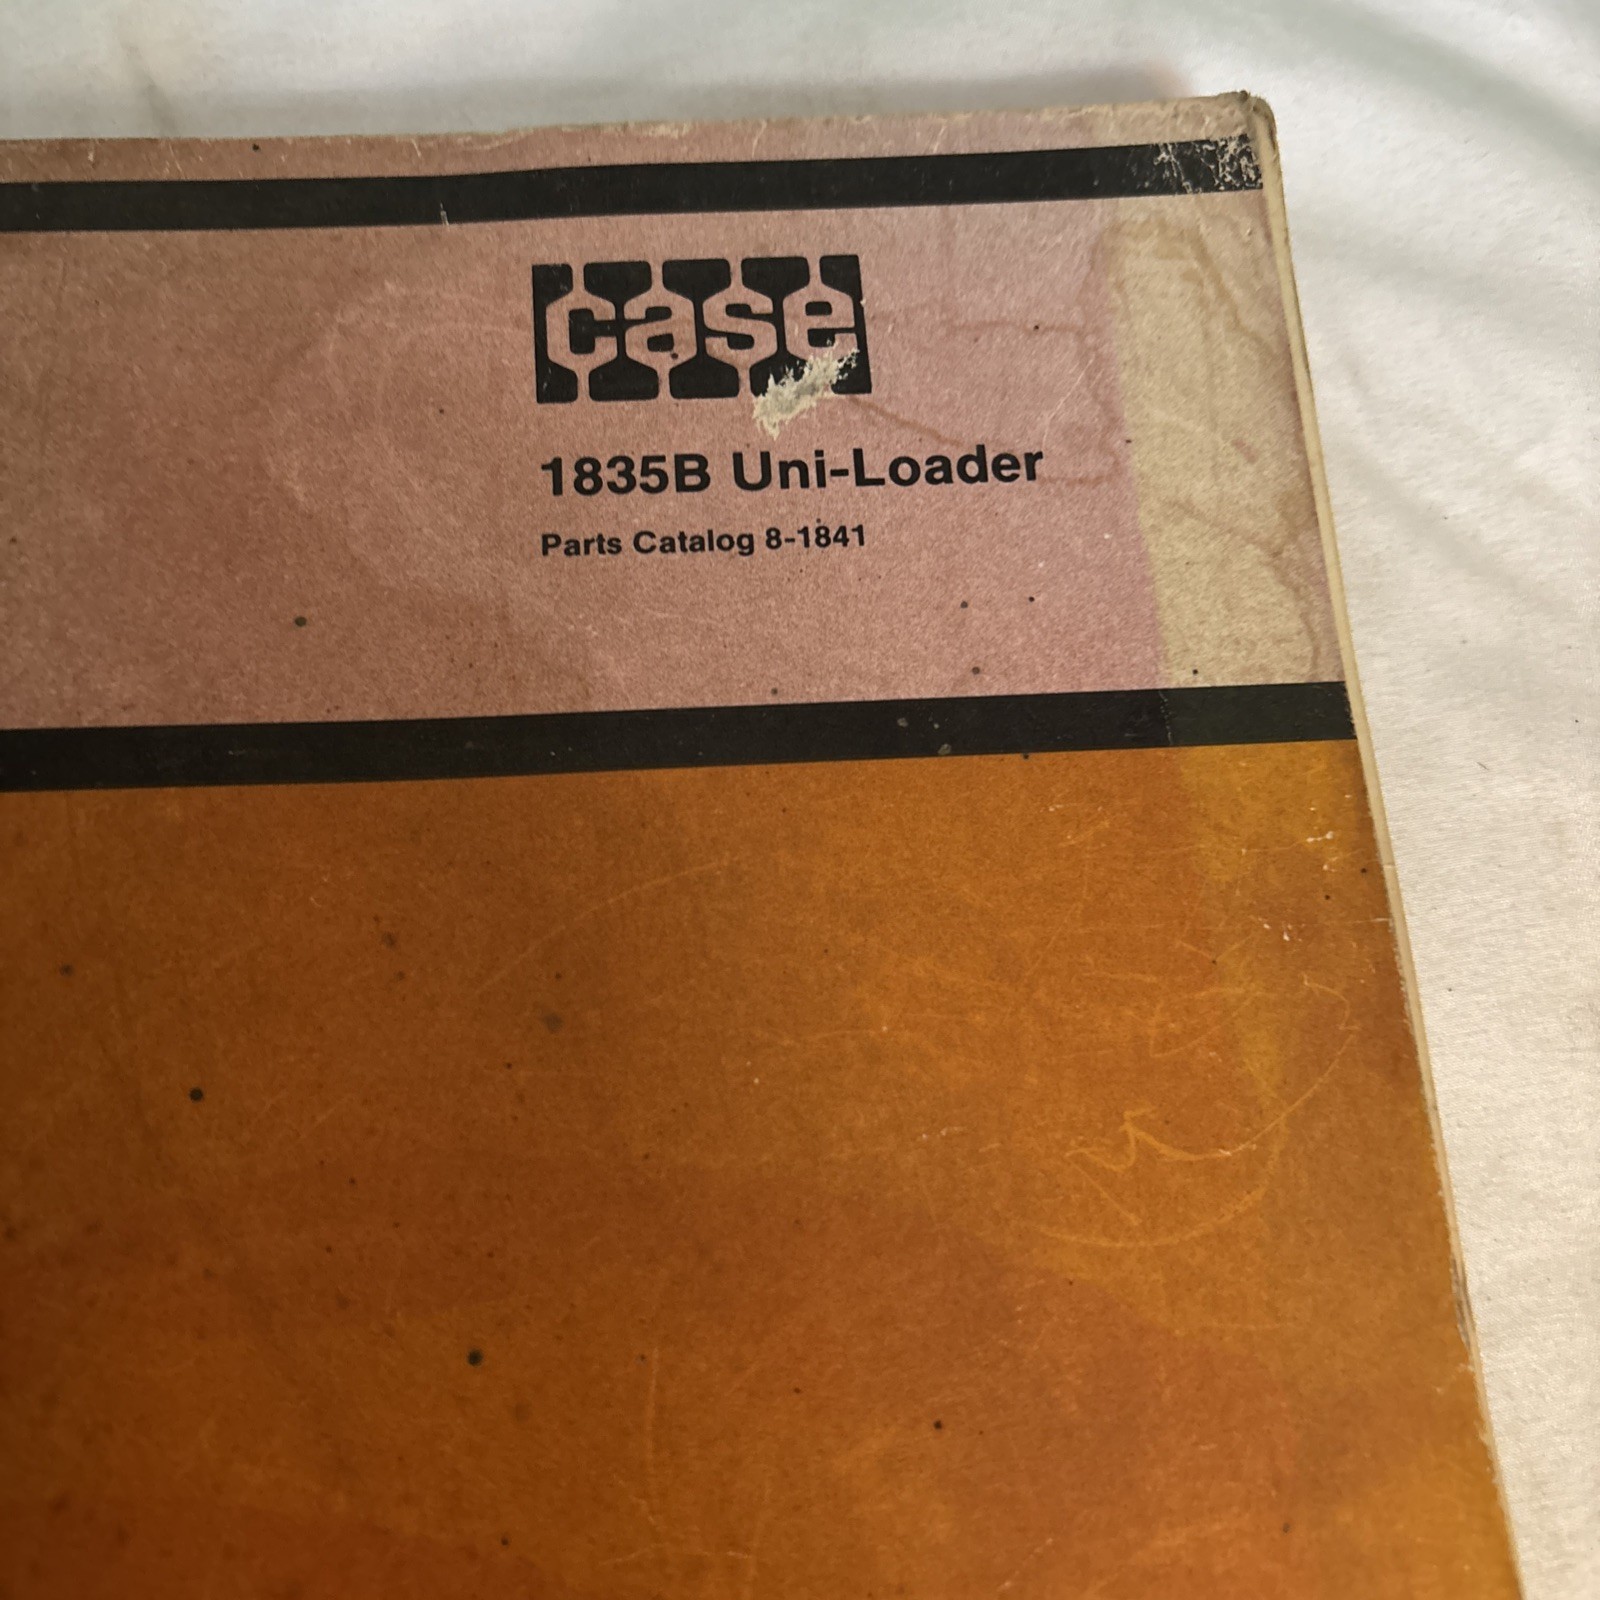 case
1835B Uni-Loader
Parts Catalog 8-1841